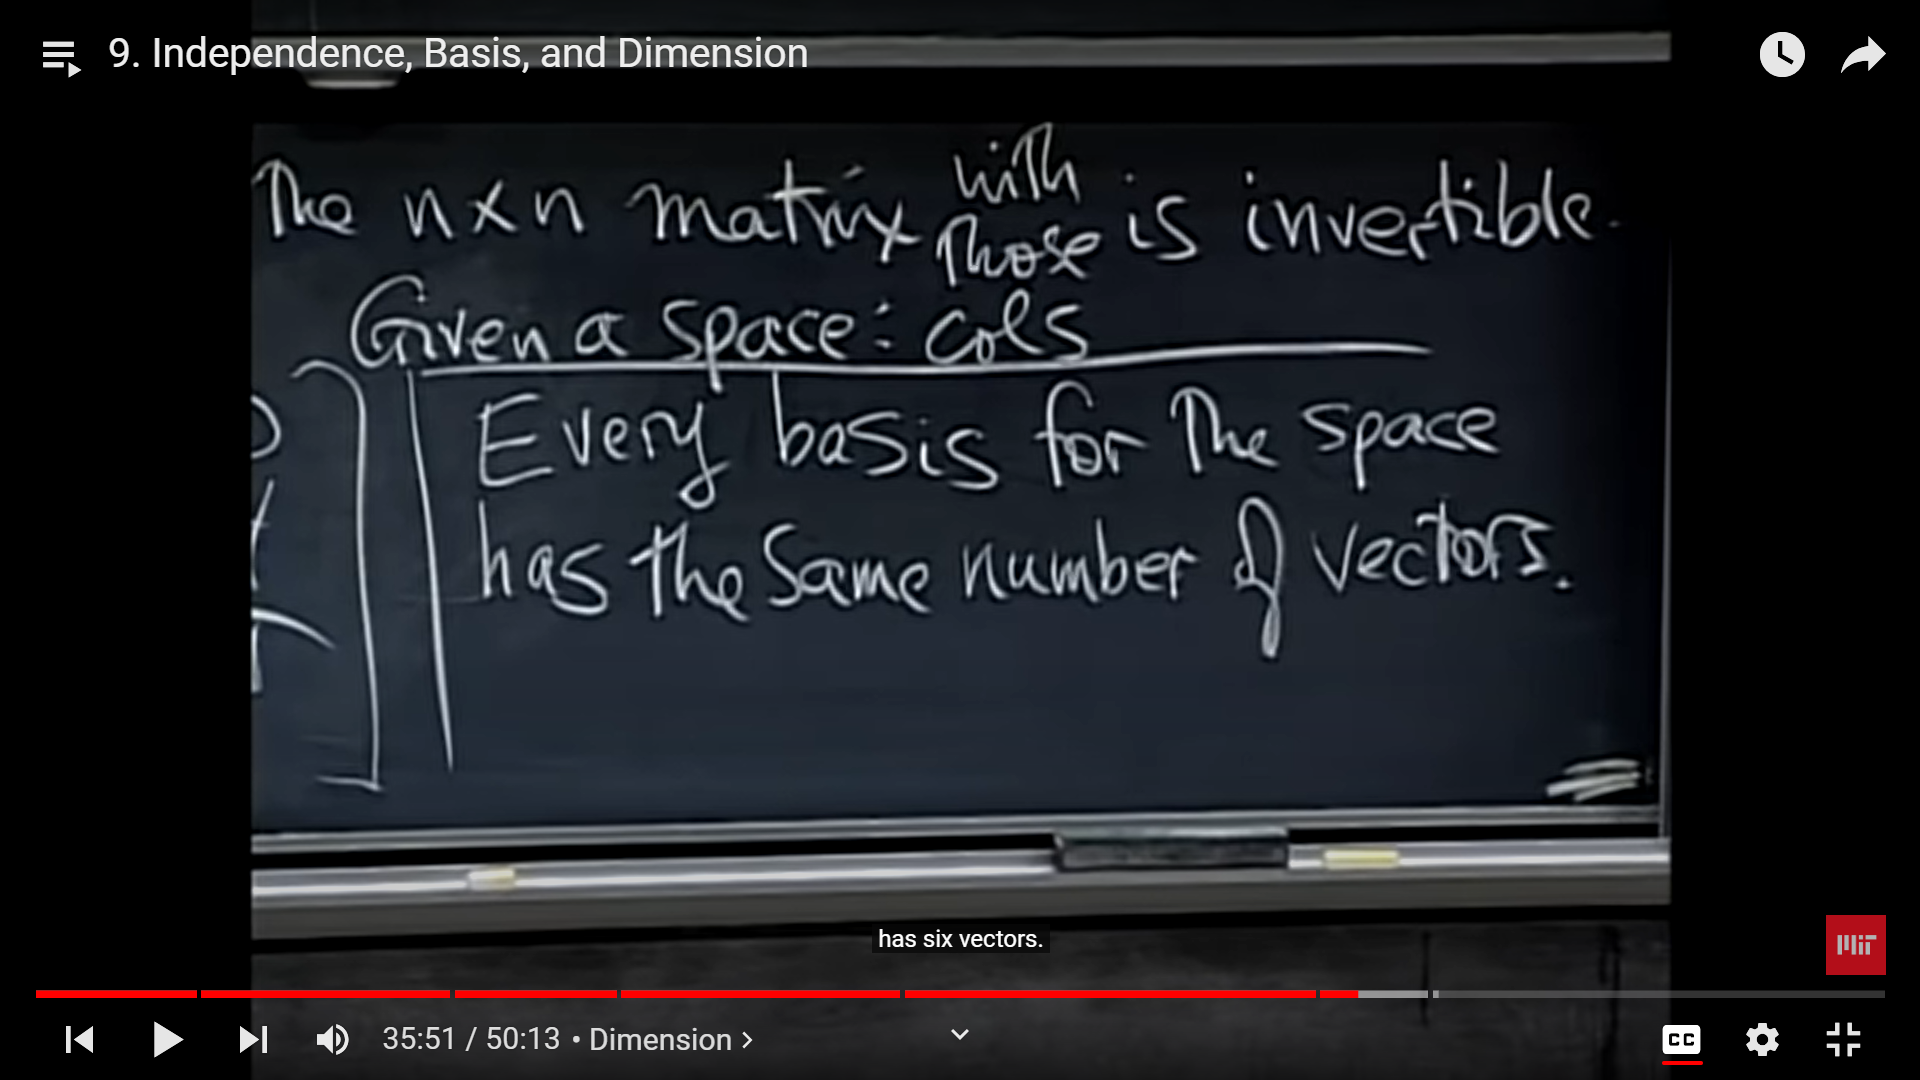 9. Independence, Basis, and Dimension
The n x n matrix with those is invertible.
Given a space: cols
Every basis for the space
has the same number of vectors.
has six vectors.
MIT
35:51 / 50:13 • Dimension >
CC